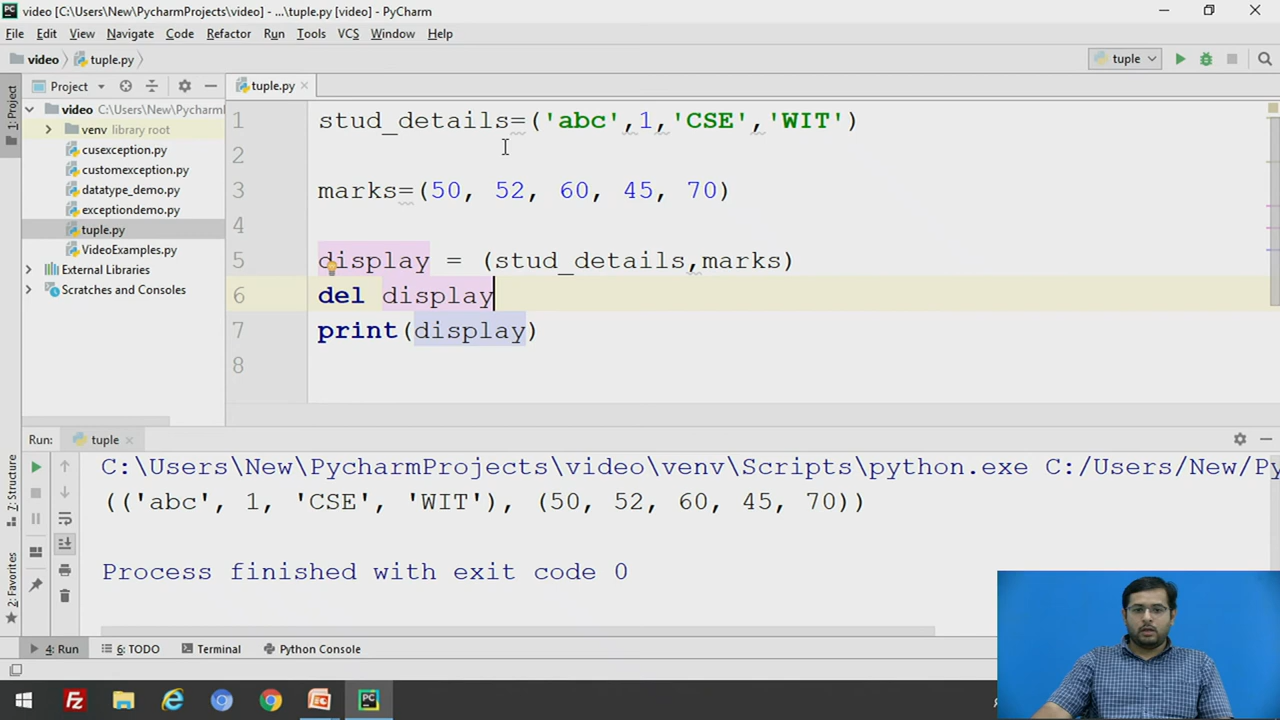 video [C:\Users\New\PycharmProjects\video] - ...\tuple.py [video] - PyCharm
File Edit View Navigate Code Refactor Run Tools VCS Window Help
video tuple.py tuple
1: Project
Project
tuple.py
video C:\Users\New\PycharmI
venv library root
cusexception.py
customexception.py
datatype_demo.py
exceptiondemo.py
tuple.py
VideoExamples.py
External Libraries
Scratches and Consoles
1 stud_details=('abc',1,'CSE','WIT')
2
3 marks=(50, 52, 60, 45, 70)
4
5 display = (stud_details,marks)
6 del display
7 print(display)
8
Run: tuple
7: Structure
2: Favorites
C:\Users\New\PycharmProjects\video\venv\Scripts\python.exe C:/Users/New/Py
(('abc', 1, 'CSE', 'WIT'), (50, 52, 60, 45, 70))
Process finished with exit code 0
4: Run 6: TODO Terminal Python Console